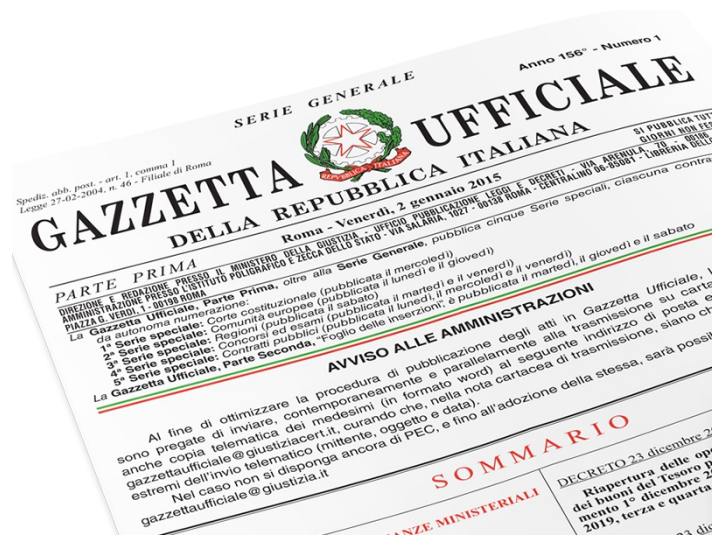 SERIE GENERALE
Anno 156° - Numero 1
Spediz. abb. post. - art. 1, comma 1
Legge 27-02-2004, n. 46 - Filiale di Roma
GAZZETTA UFFICIALE
REPVBBLICA ITALIANA
DELLA REPUBBLICA ITALIANA
PARTE PRIMA
Roma - Venerdì, 2 gennaio 2015
SI PUBBLICA TUTT
GIORNI NON FES
DIREZIONE E REDAZIONE PRESSO IL MINISTERO DELLA GIUSTIZIA - UFFICIO PUBBLICAZIONE LEGGI E DECRETI - VIA ARENULA, 70 - 00186
AMMINISTRAZIONE PRESSO L'ISTITUTO POLIGRAFICO E ZECCA DELLO STATO - VIA SALARIA, 1027 - 00138 ROMA - CENTRALINO 06-85081 - LIBRERIA DELLO
PIAZZA G. VERDI, 1 - 00198 ROMA
La Gazzetta Ufficiale, Parte Prima, oltre alla Serie Generale, pubblica cinque Serie speciali, ciascuna contra
da autonoma numerazione:
1ª Serie speciale: Corte costituzionale (pubblicata il mercoledì)
2ª Serie speciale: Comunità europee (pubblicata il lunedì e il giovedì)
3ª Serie speciale: Regioni (pubblicata il sabato)
4ª Serie speciale: Concorsi ed esami (pubblicata il martedì e il venerdì)
5ª Serie speciale: Contratti pubblici (pubblicata il lunedì, il mercoledì e il venerdì)
La Gazzetta Ufficiale, Parte Seconda, "Foglio delle inserzioni", è pubblicata il martedì, il giovedì e il sabato
AVVISO ALLE AMMINISTRAZIONI
Al fine di ottimizzare la procedura di pubblicazione degli atti in Gazzetta Ufficiale, l
sono pregate di inviare, contemporaneamente e parallelamente alla trasmissione su carta
anche copia telematica dei medesimi (in formato word) al seguente indirizzo di posta e
gazzettaufficiale@giustiziacert.it, curando che, nella nota cartacea di trasmissione, siano ch
estremi dell'invio telematico (mittente, oggetto e data).
Nel caso non si disponga ancora di PEC, e fino all'adozione della stessa, sarà possib
gazzettaufficiale@giustizia.it
SOMMARIO
NZE MINISTERIALI
DECRETO 23 dicembre 2
Riapertura delle ope
dei buoni del Tesoro p
mento 1° dicembre 2
2019, terza e quarta